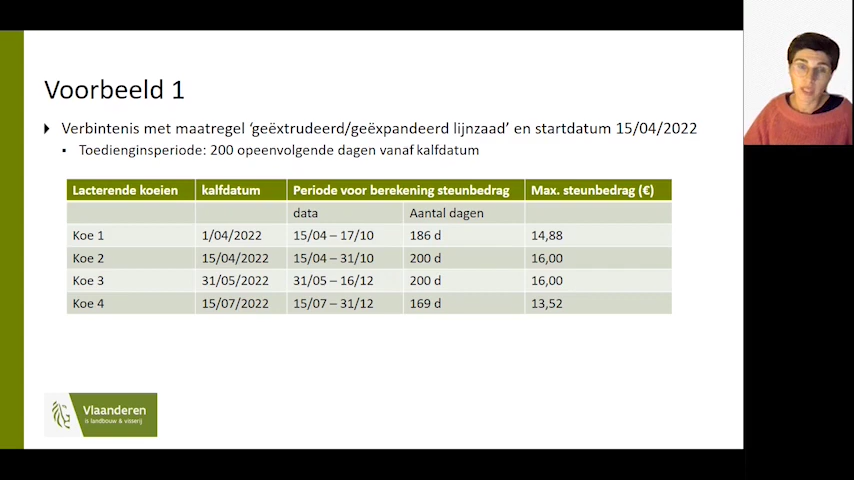 Voorbeeld 1
Verbintenis met maatregel ‘geëxtrudeerd/geëxpandeerd lijnzaad’ en startdatum 15/04/2022
Toedienginsperiode: 200 opeenvolgende dagen vanaf kalfdatum
Lacterende koeien kalfdatum Periode voor berekening steunbedrag Max. steunbedrag (€)
data Aantal dagen
Koe 1 1/04/2022 15/04 – 17/10 186 d 14,88
Koe 2 15/04/2022 15/04 – 31/10 200 d 16,00
Koe 3 31/05/2022 31/05 – 16/12 200 d 16,00
Koe 4 15/07/2022 15/07 – 31/12 169 d 13,52
Vlaanderen
is landbouw & visserij